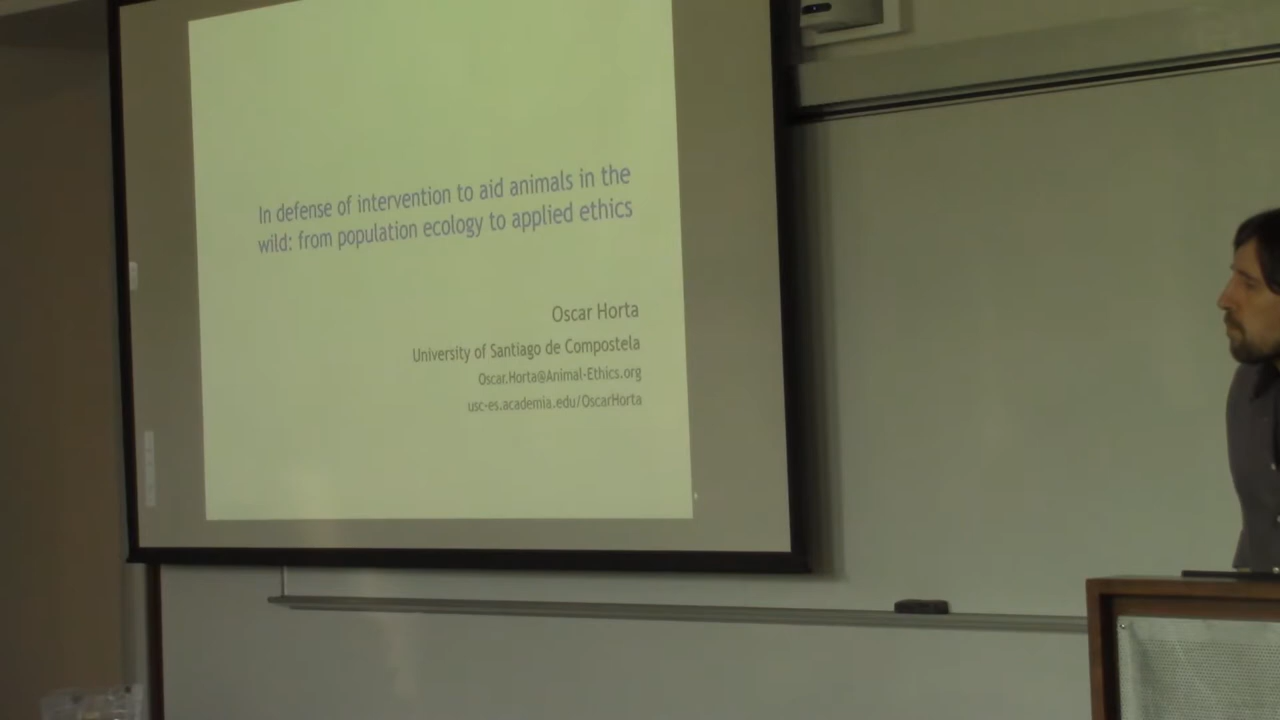 In defense of intervention to aid animals in the
wild: from population ecology to applied ethics
Oscar Horta
University of Santiago de Compostela
Oscar.Horta@Animal-Ethics.org
usc-es.academia.edu/OscarHorta